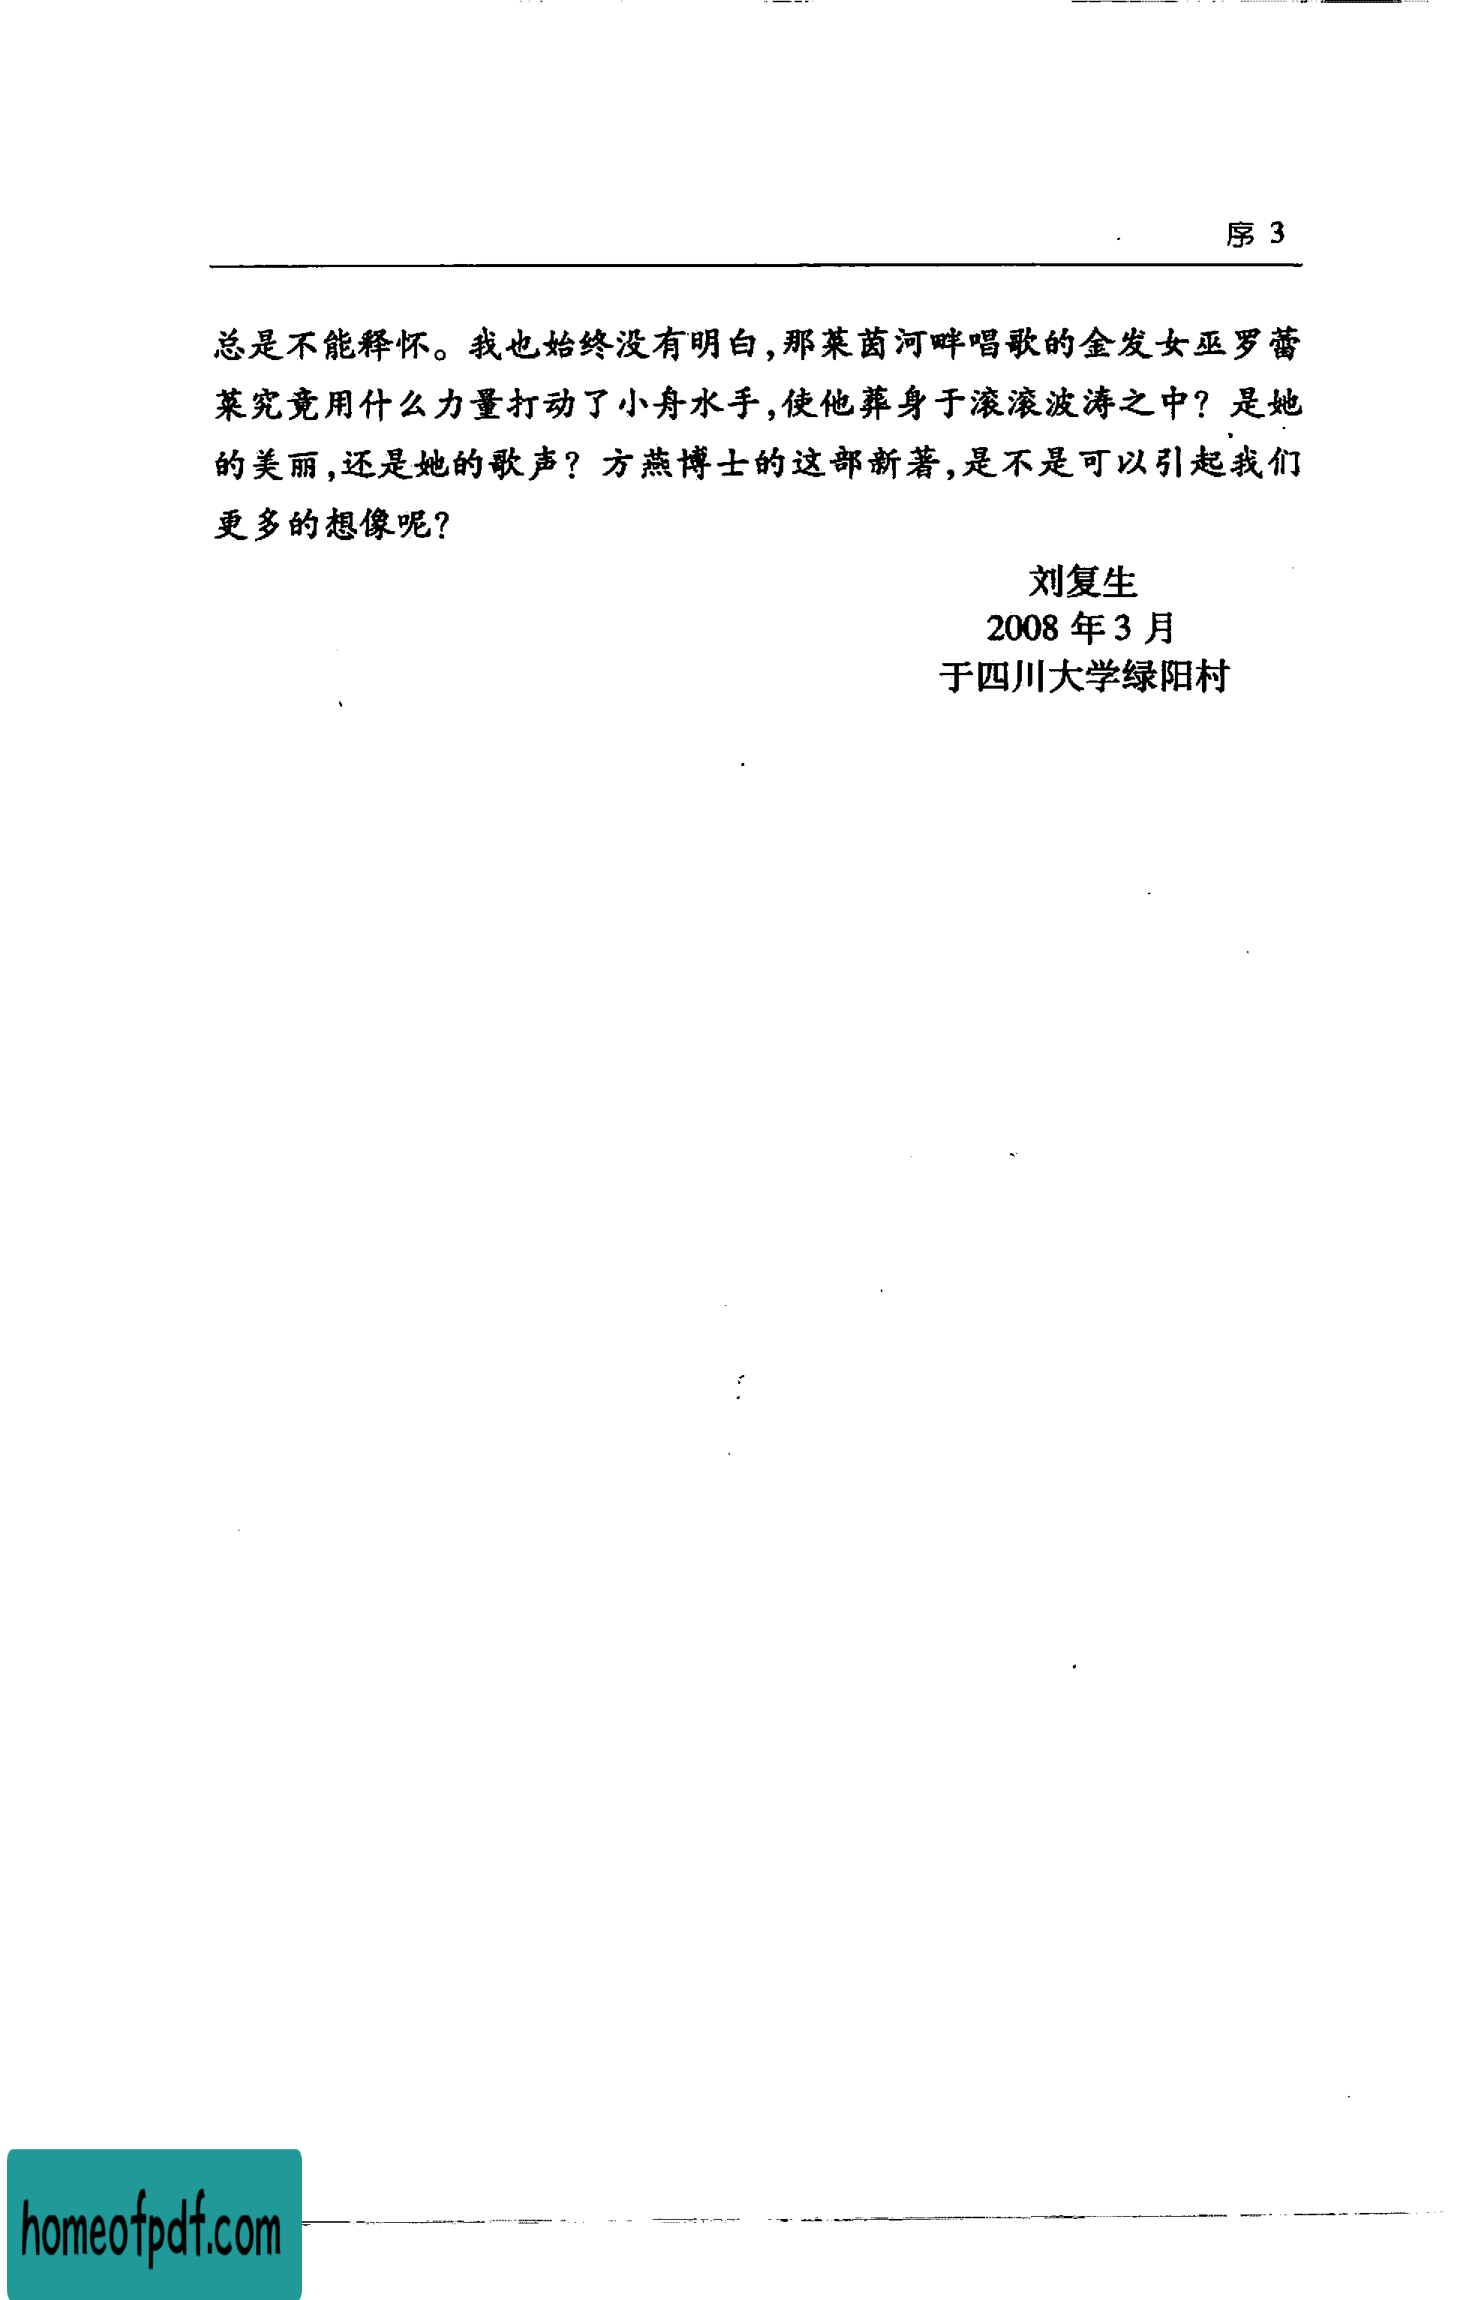 序 3
总是不能释怀。我也始终没有明白,那莱茵河畔唱歌的金发女巫罗蕾
莱究竟用什么力量打动了小舟水手,使他葬身于滚滚波涛之中? 是她
的美丽,还是她的歌声? 方燕博士的这部新著,是不是可以引起我们
更多的想像呢?
刘复生
2008 年 3 月
于四川大学绿阳村
homeofpdf.com